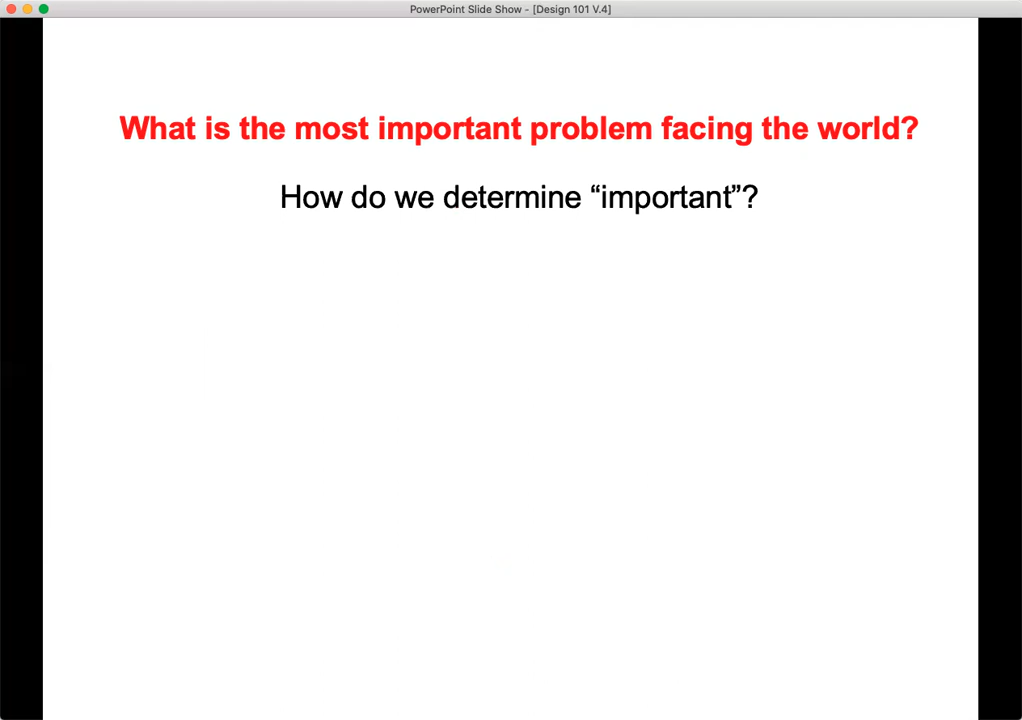 PowerPoint Slide Show - [Design 101 V.4]
What is the most important problem facing the world?
How do we determine “important”?